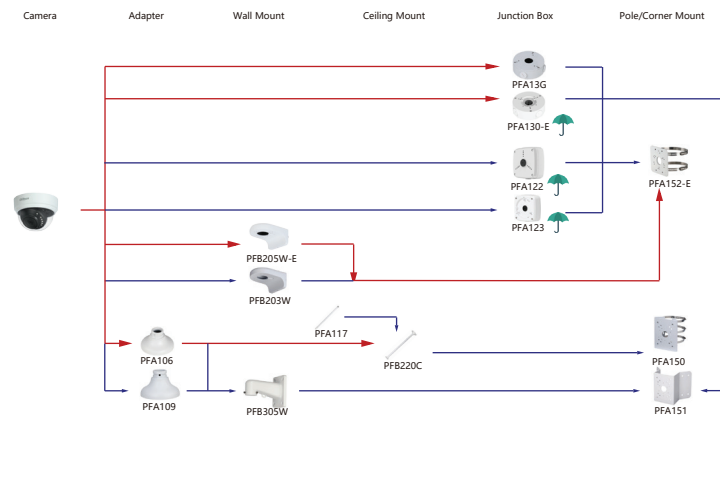 Camera Adapter Wall Mount Ceiling Mount Junction Box Pole/Corner Mount
PFA13G
PFA130-E
PFA122
PFA152-E
PFA123
PFB205W-E
PFB203W
PFA117
PFA106
PFB220C
PFA150
PFA109
PFB305W
PFA151